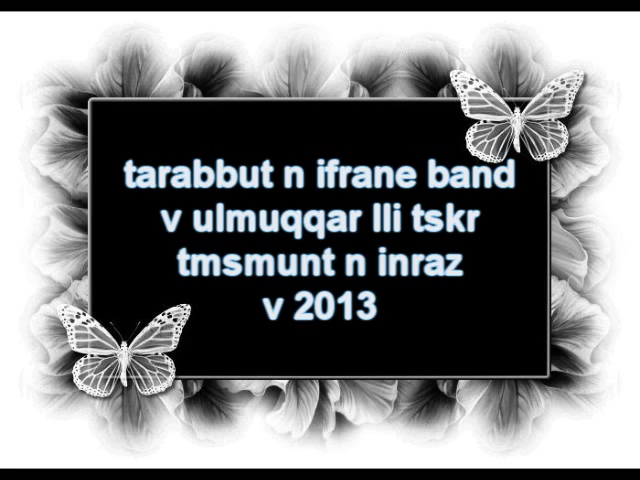 tarabbut n ifrane band
v ulmuqqar lli tskr
tmsmunt n inraz
v 2013